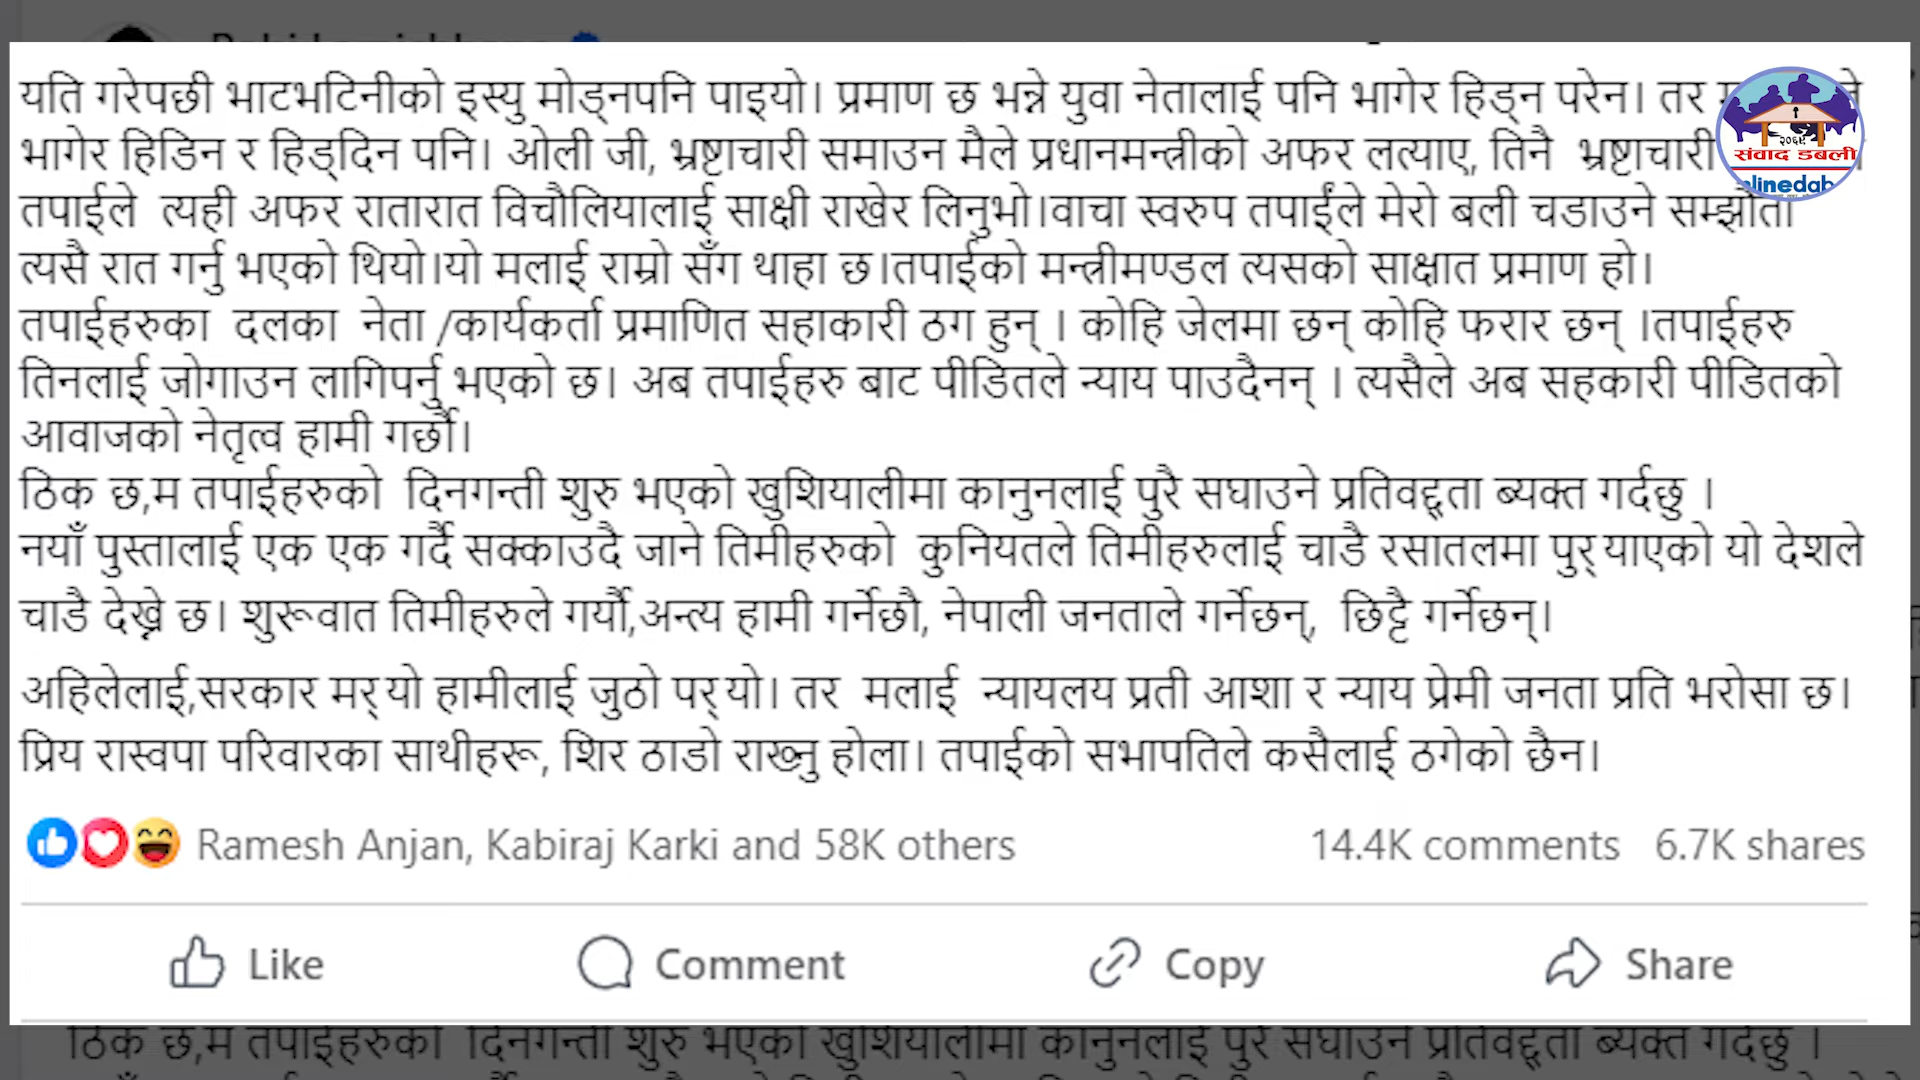 यति गरेपछी भाटभटिनीको इस्यु मोड्नपनि पाइयो। प्रमाण छ भन्ने युवा नेतालाई पनि भागेर हिड्न परेन। तर
भागेर हिडिन र हिड्दिन पनि। ओली जी, भ्रष्टाचारी समाउन मैले प्रधानमन्त्रीको अफर लत्याए, तिनै  भ्रष्टाचारी
तपाईले  त्यही अफर रातारात विचौलियालाई साक्षी राखेर लिनुभो।वाचा स्वरुप तपाईंले मेरो बली चडाउने सम्झौता
त्यसै रात गर्नु भएको थियो।यो मलाई राम्रो सँग थाहा छ।तपाईको मन्त्रीमण्डल त्यसको साक्षात प्रमाण हो।
तपाईहरुका  दलका  नेता /कार्यकर्ता प्रमाणित सहाकारी ठग हुन् । कोहि जेलमा छन् कोहि फरार छन् ।तपाईहरु
तिनलाई जोगाउन लागिपर्नु भएको छ। अब तपाईहरु बाट पीडितले न्याय पाउदैनन् । त्यसैले अब सहकारी पीडितको
आवाजको नेतृत्व हामी गर्छौ।
ठिक छ,म तपाईहरुको  दिनगन्ती शुरु भएको खुशियालीमा कानुनलाई पुरै सघाउने प्रतिवद्द्ता ब्यक्त गर्दछु ।
नयाँ पुस्तालाई एक एक गर्दै सक्काउदै जाने तिमीहरुको  कुनियतले तिमीहरुलाई चाडै रसातलमा पुर्‍याएको यो देशले
चाडै देख्ने छ। शुरूवात तिमीहरुले गर्यौ,अन्त्य हामी गर्नेछौ, नेपाली जनताले गर्नेछन्,  छिट्टै गर्नेछन्।
अहिलेलाई,सरकार मर्‍यो हामीलाई जुठो पर्‍यो। तर  मलाई  न्यायलय प्रती आशा र न्याय प्रेमी जनता प्रति भरोसा छ।
प्रिय रास्वपा परिवारका साथीहरू, शिर ठाडो राख्नु होला। तपाईको सभापतिले कसैलाई ठगेको छैन।
२०६९
संवाद डबली
linedab
Ramesh Anjan, Kabiraj Karki and 58K others
14.4K comments 6.7K shares
Like Comment Copy Share
ठिक छ,म तपाईहरुको  दिनगन्ती शुरु भएको खुशियालीमा कानुनलाई पुरै सघाउने प्रतिवद्द्ता ब्यक्त गर्दछु ।